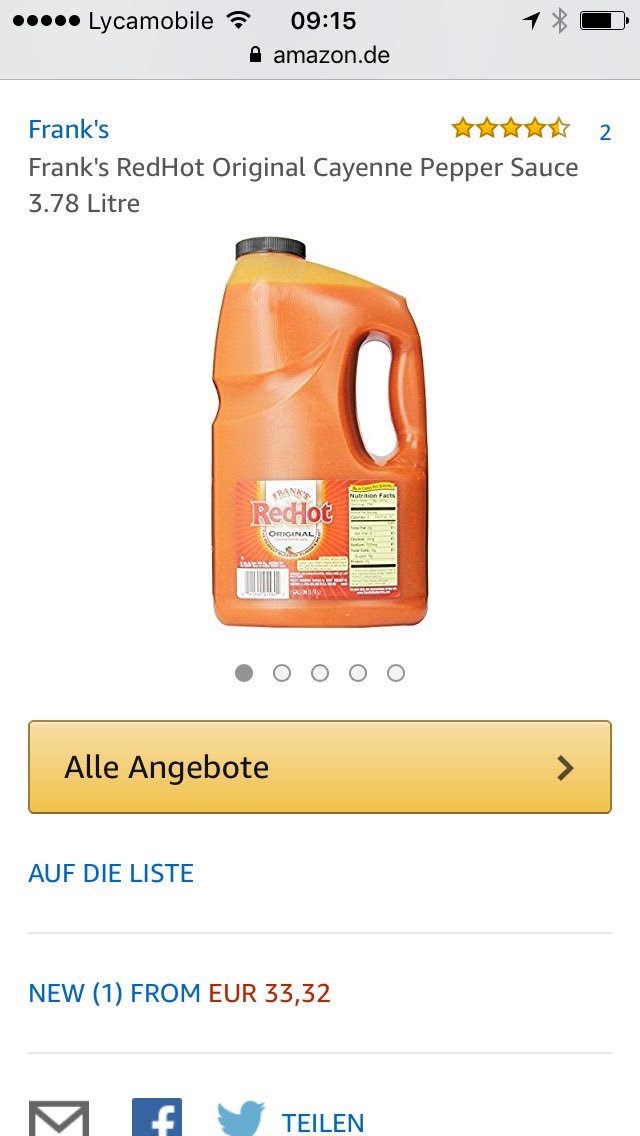 Lycamobile 09:15
amazon.de
Frank's 2
Frank's RedHot Original Cayenne Pepper Sauce
3.78 Litre
FRANK'S
RedHot
ORIGINAL
Nutrition Facts
Alle Angebote
AUF DIE LISTE
NEW (1) FROM EUR 33,32
TEILEN